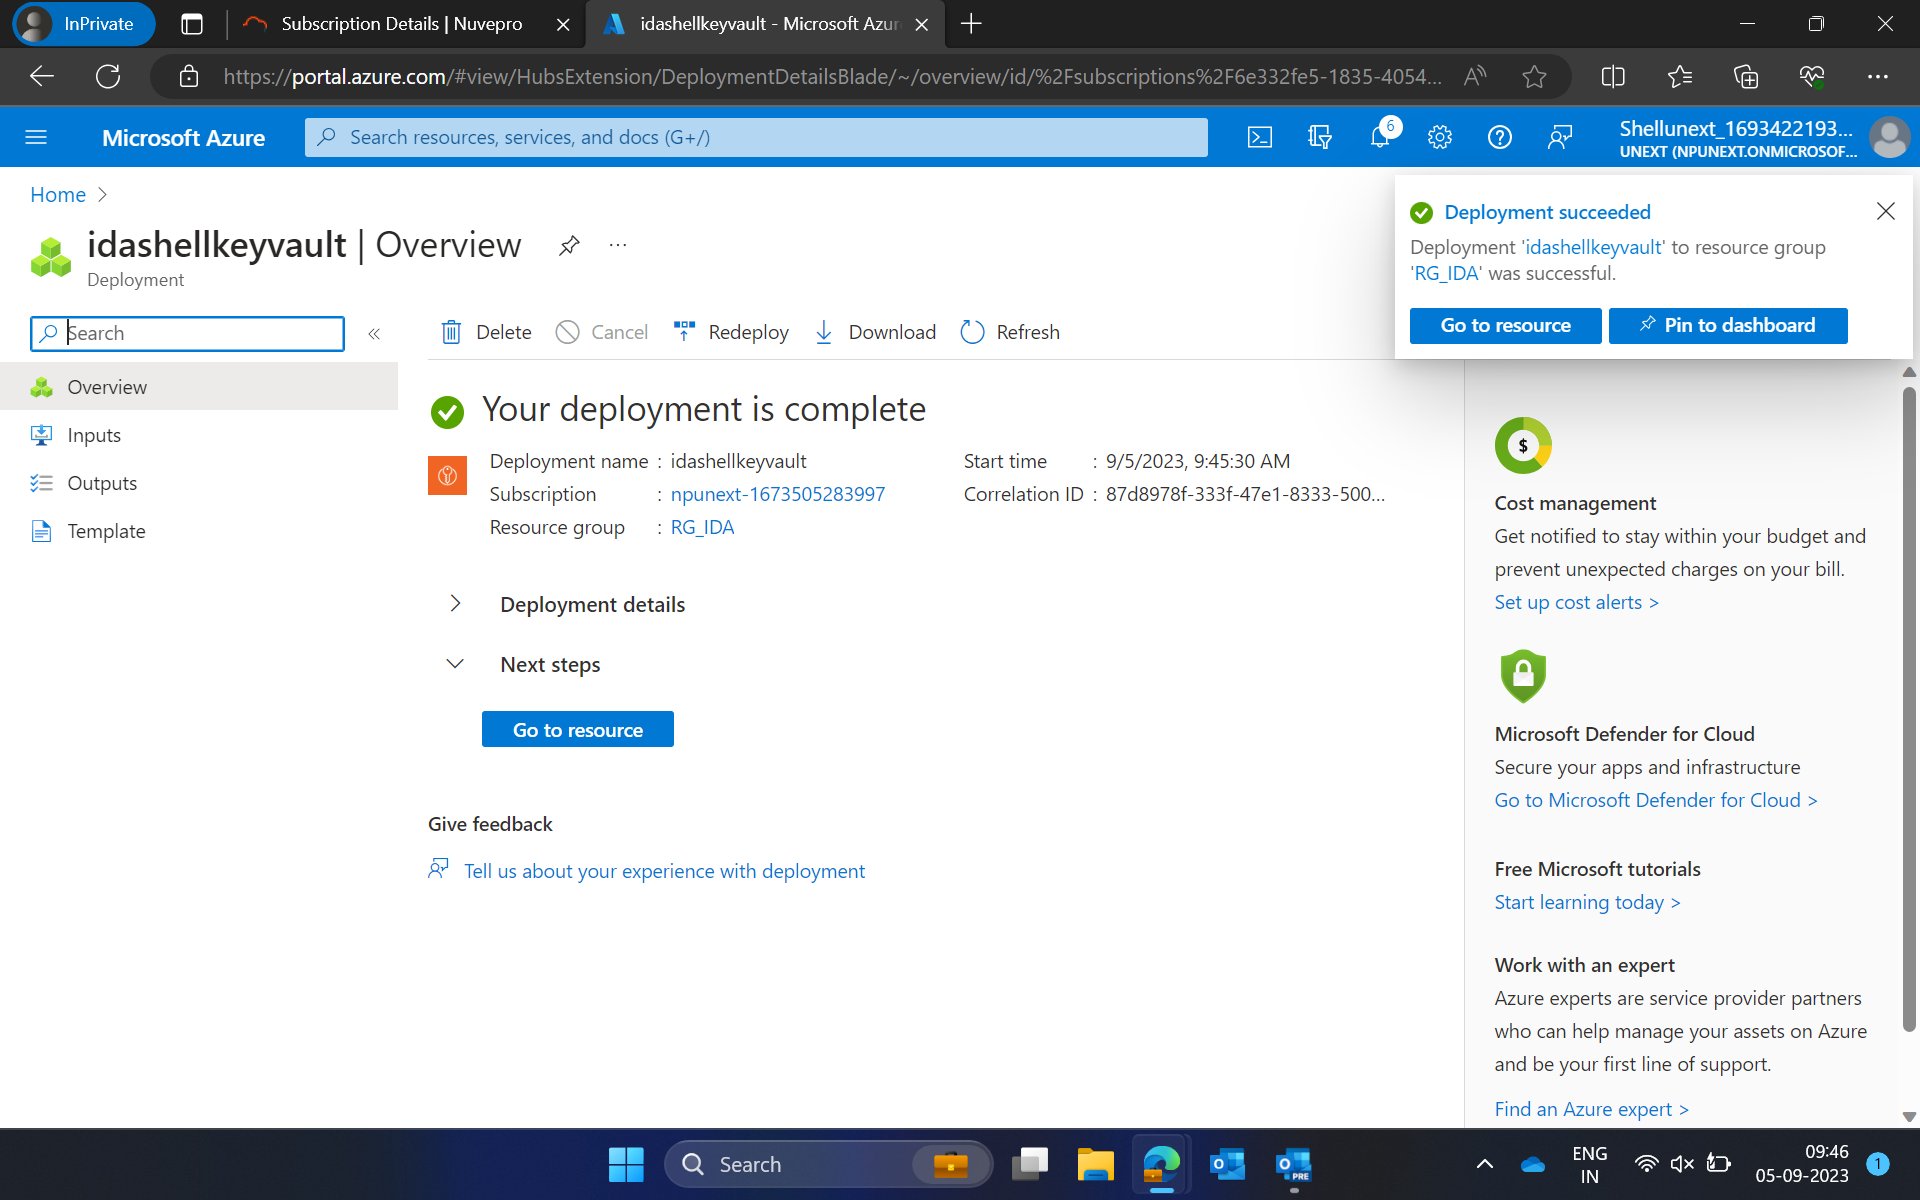 InPrivate
Subscription Details | Nuvepro
idashellkeyvault - Microsoft Azur
https://portal.azure.com/#view/HubsExtension/DeploymentDetailsBlade/~/overview/id/%2Fsubscriptions%2F6e332fe5-1835-4054...
Microsoft Azure
Search resources, services, and docs (G+/)
6
Shellunext_1693422193...
UNEXT (NPUNEXT.ONMICROSOF...
Home
idashellkeyvault | Overview
Deployment
Deployment succeeded
Deployment 'idashellkeyvault' to resource group
'RG_IDA' was successful.
Go to resource
Pin to dashboard
Search
Delete
Cancel
Redeploy
Download
Refresh
Overview
Inputs
Outputs
Template
Your deployment is complete
Deployment name : idashellkeyvault
Subscription : npunext-1673505283997
Resource group : RG_IDA
Start time : 9/5/2023, 9:45:30 AM
Correlation ID : 87d8978f-333f-47e1-8333-500...
Deployment details
Next steps
Go to resource
Give feedback
Tell us about your experience with deployment
$
Cost management
Get notified to stay within your budget and
prevent unexpected charges on your bill.
Set up cost alerts >
Microsoft Defender for Cloud
Secure your apps and infrastructure
Go to Microsoft Defender for Cloud >
Free Microsoft tutorials
Start learning today >
Work with an expert
Azure experts are service provider partners
who can help manage your assets on Azure
and be your first line of support.
Find an Azure expert >
Search
PRE
ENG
IN
09:46
05-09-2023
1